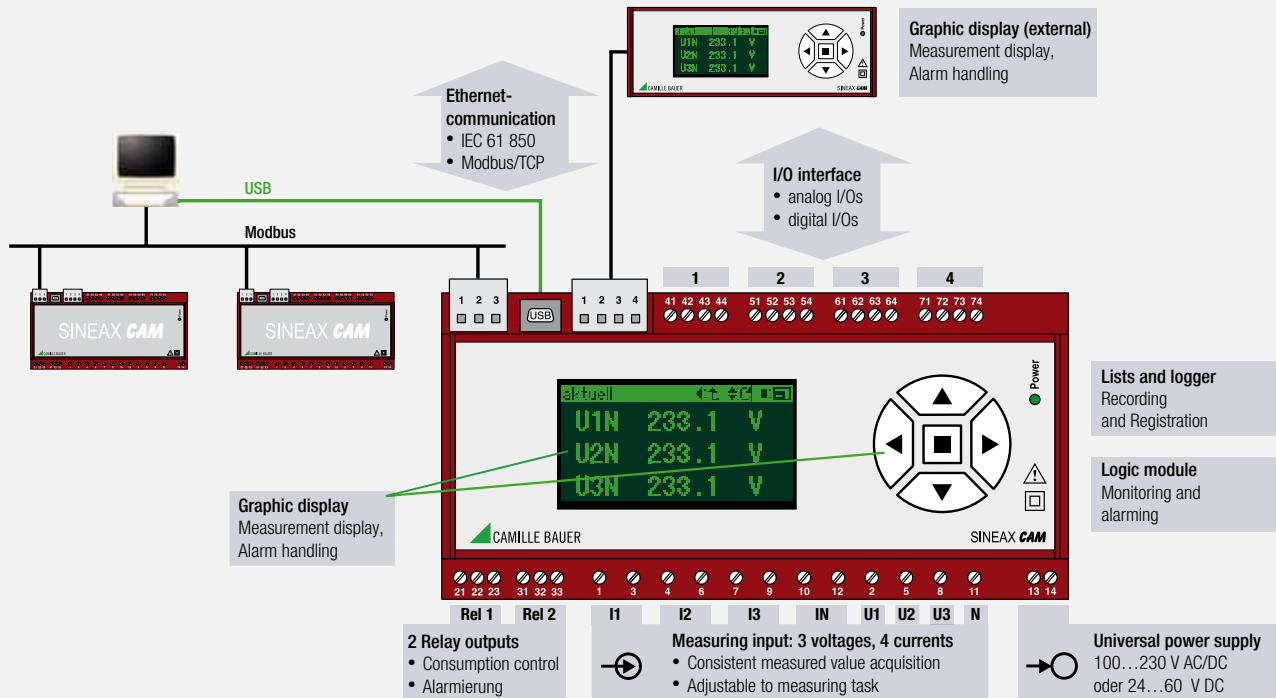 Graphic display (external)
Measurement display,
Alarm handling
U1N 233.1 V
U2N 233.1 V
U3N 233.1 V
Power
CAMILLE BAUER
SINEAX CAM
Ethernet-
communication
• IEC 61 850
• Modbus/TCP
I/O interface
• analog I/Os
• digital I/Os
USB
Modbus
SINEAX CAM
CAMILLE BAUER
SINEAX CAM
CAMILLE BAUER
1 2 3 4
1 2 3
USB
1 2 3 4
41 42 43 44
51 52 53 54
61 62 63 64
71 72 73 74
aktuell
U1N 233.1 V
U2N 233.1 V
U3N 233.1 V
Power
CAMILLE BAUER
SINEAX CAM
Graphic display
Measurement display,
Alarm handling
Lists and logger
Recording
and Registration
Logic module
Monitoring and
alarming
21 22 23 31 32 33 1 3 4 6 7 9 10 12 2 5 8 11 13 14
Rel 1 Rel 2 I1 I2 I3 IN U1 U2 U3 N
2 Relay outputs
• Consumption control
• Alarmierung
Measuring input: 3 voltages, 4 currents
• Consistent measured value acquisition
• Adjustable to measuring task
Universal power supply
100...230 V AC/DC
oder 24...60 V DC